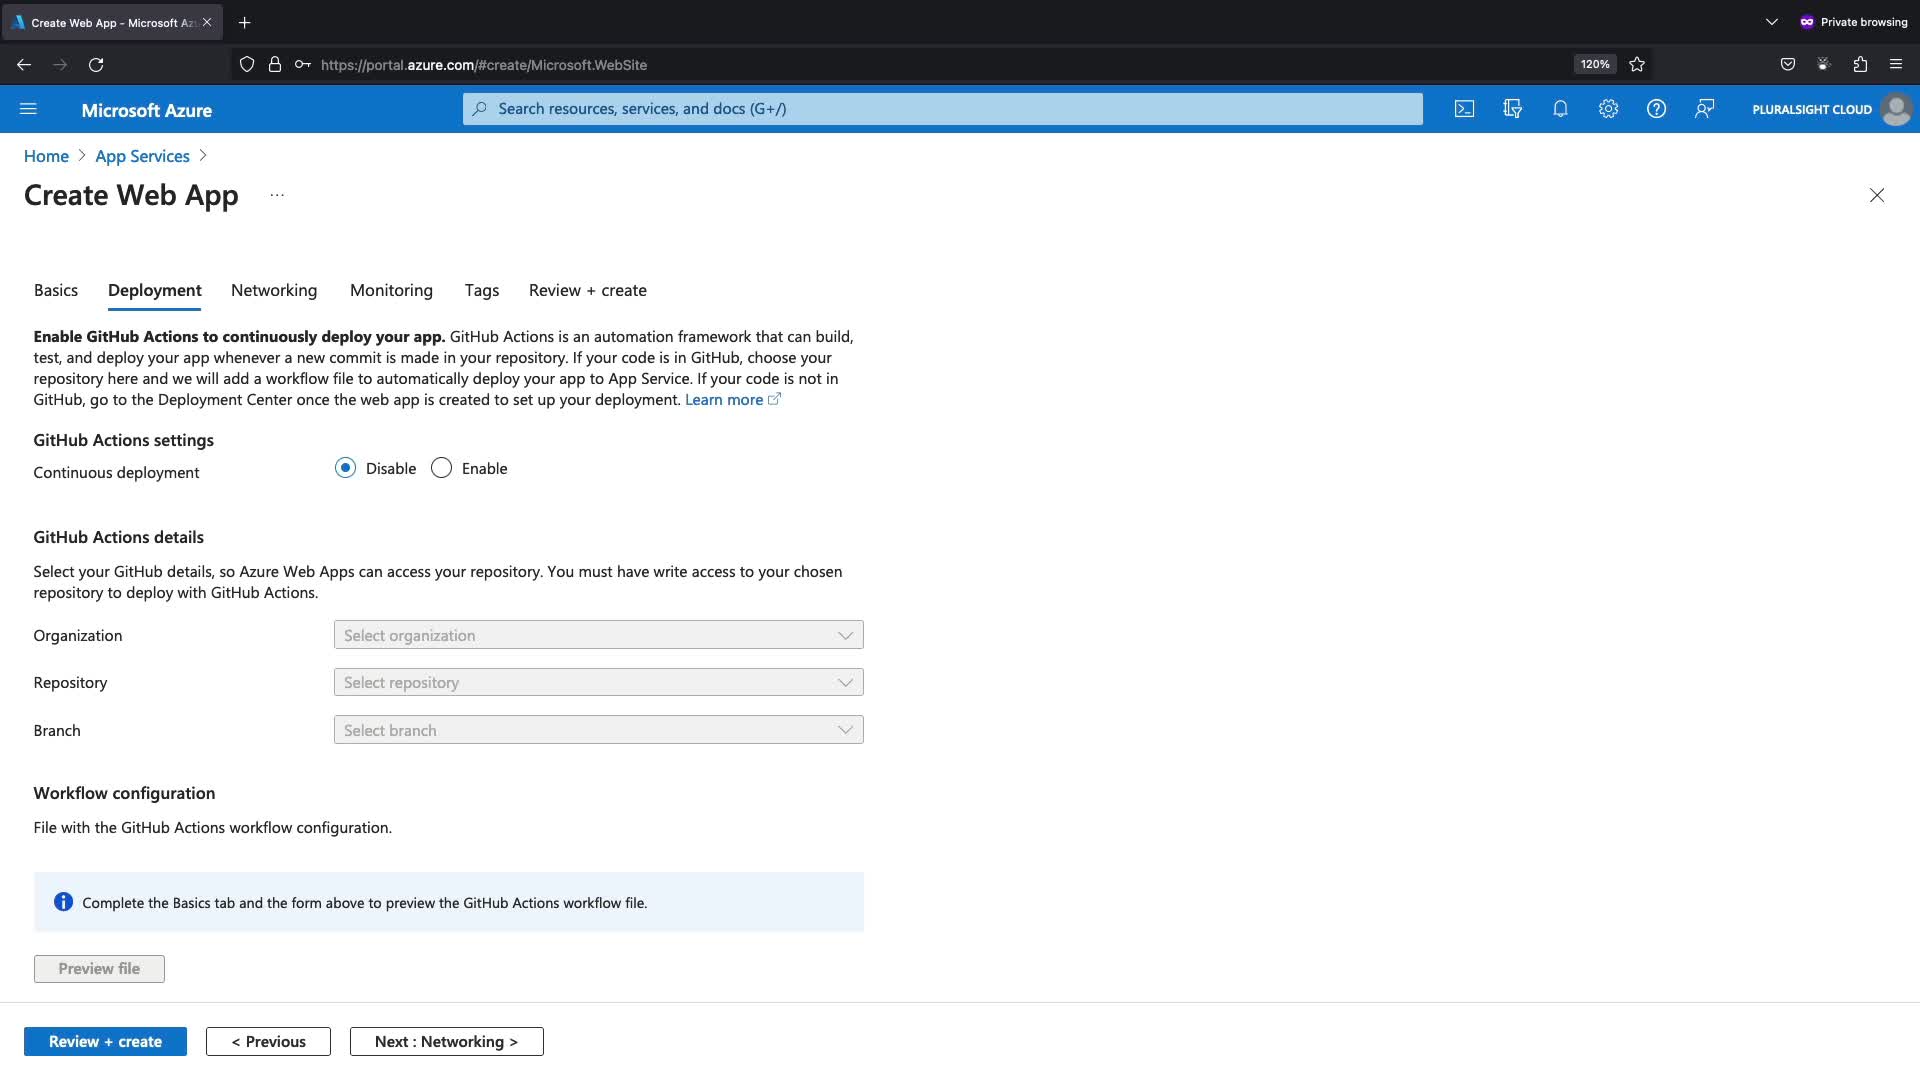 Create Web App - Microsoft Az
Private browsing
https://portal.azure.com/#create/Microsoft.WebSite
120%
Microsoft Azure
Search resources, services, and docs (G+/)
PLURALSIGHT CLOUD
Home > App Services >
Create Web App ...
Basics Deployment Networking Monitoring Tags Review + create
Enable GitHub Actions to continuously deploy your app. GitHub Actions is an automation framework that can build,
test, and deploy your app whenever a new commit is made in your repository. If your code is in GitHub, choose your
repository here and we will add a workflow file to automatically deploy your app to App Service. If your code is not in
GitHub, go to the Deployment Center once the web app is created to set up your deployment. Learn more
GitHub Actions settings
Continuous deployment Disable Enable
GitHub Actions details
Select your GitHub details, so Azure Web Apps can access your repository. You must have write access to your chosen
repository to deploy with GitHub Actions.
Organization Select organization
Repository Select repository
Branch Select branch
Workflow configuration
File with the GitHub Actions workflow configuration.
Complete the Basics tab and the form above to preview the GitHub Actions workflow file.
Preview file
Review + create < Previous Next : Networking >